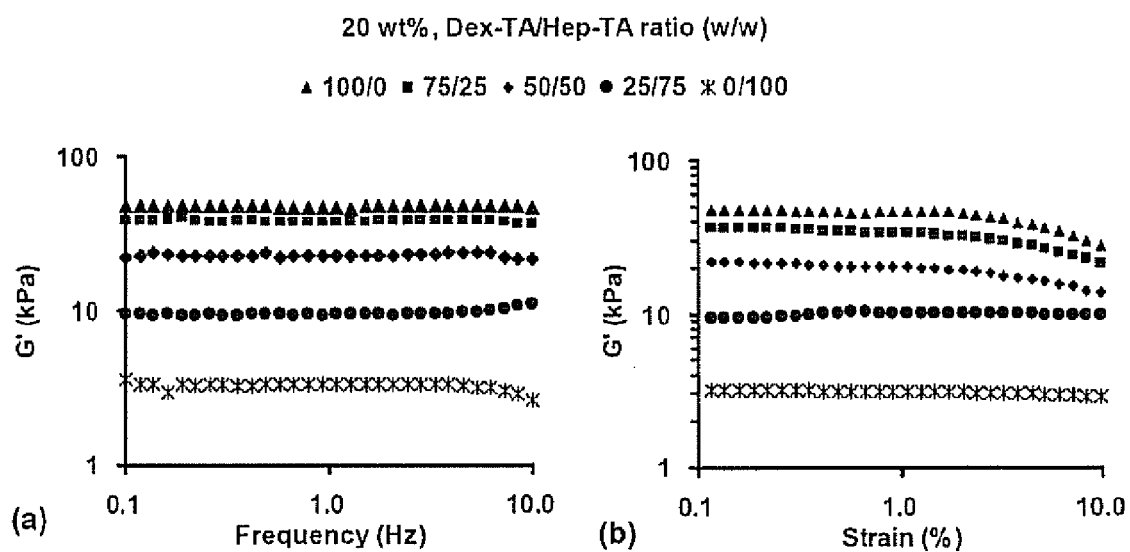 20 wt%, Dex-TA/Hep-TA ratio (w/w)
▲ 100/0 ■ 75/25 ♦ 50/50 ● 25/75 ж 0/100
100
10
1
G' (kPa)
0.1 1.0 10.0
Frequency (Hz)
(a)
100
10
1
G' (kPa)
0.1 1.0 10.0
Strain (%)
(b)